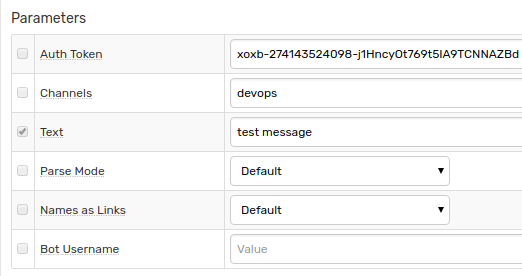 Parameters
Auth Token xoxb-274143524098-j1HncyOt769t5IA9TCNNAZBd
Channels devops
Text test message
Parse Mode Default
Names as Links Default
Bot Username Value